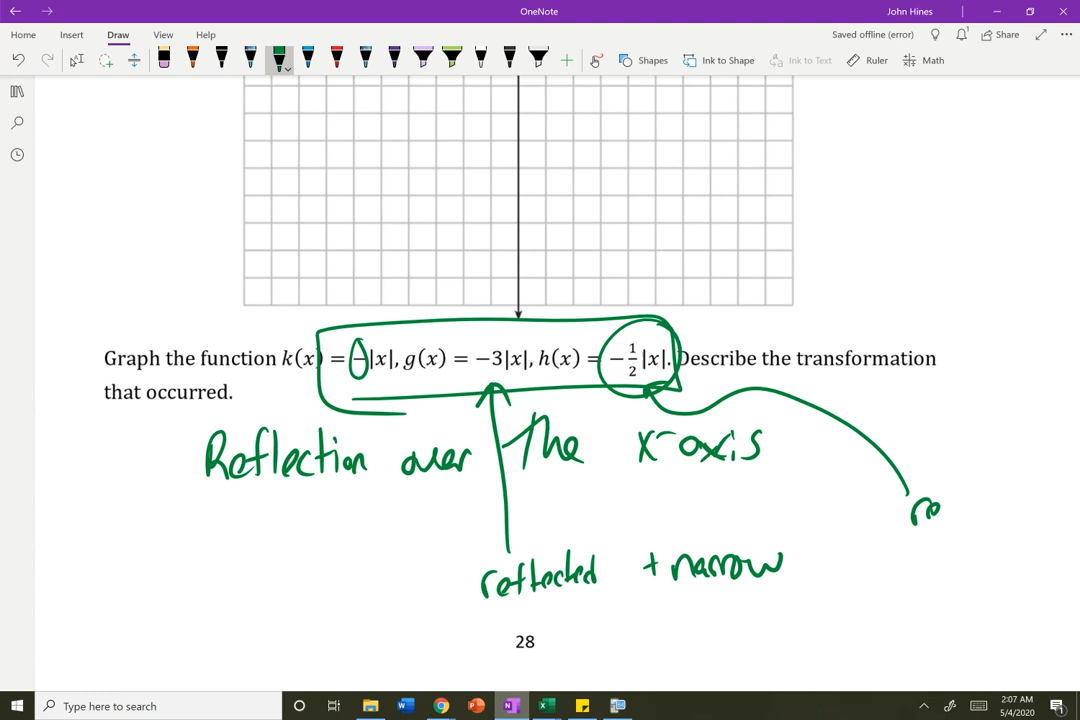 OneNote
John Hines
Home Insert Draw View Help
Saved offline (error)
Share
Shapes
Ink to Shape
Ink to Text
Ruler
Math
Graph the function k(x) = −|x|, g(x) = −3|x|, h(x) = −1/2|x|. Describe the transformation
that occurred.
Reflection over the x-axis
re
reflected + narrow
28
Type here to search
2:07 AM
5/4/2020
1